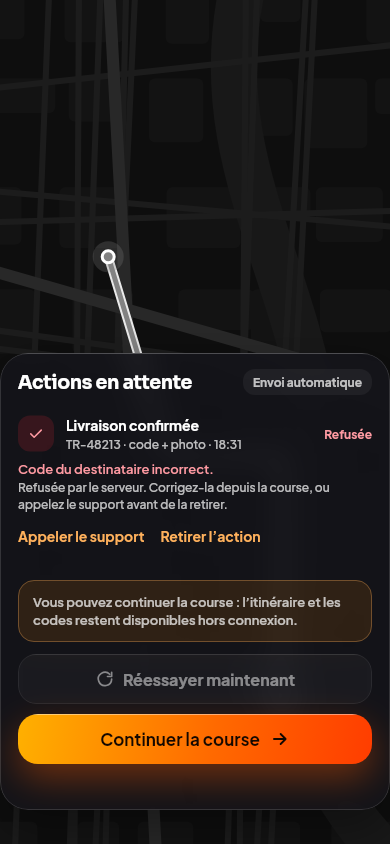 Actions en attente
Envoi automatique
Livraison confirmée
TR-48213 · code + photo · 18:31
Refusée
Code du destinataire incorrect.
Refusée par le serveur. Corrigez-la depuis la course, ou
appelez le support avant de la retirer.
Appeler le support
Retirer l’action
Vous pouvez continuer la course : l’itinéraire et les
codes restent disponibles hors connexion.
Réessayer maintenant
Continuer la course